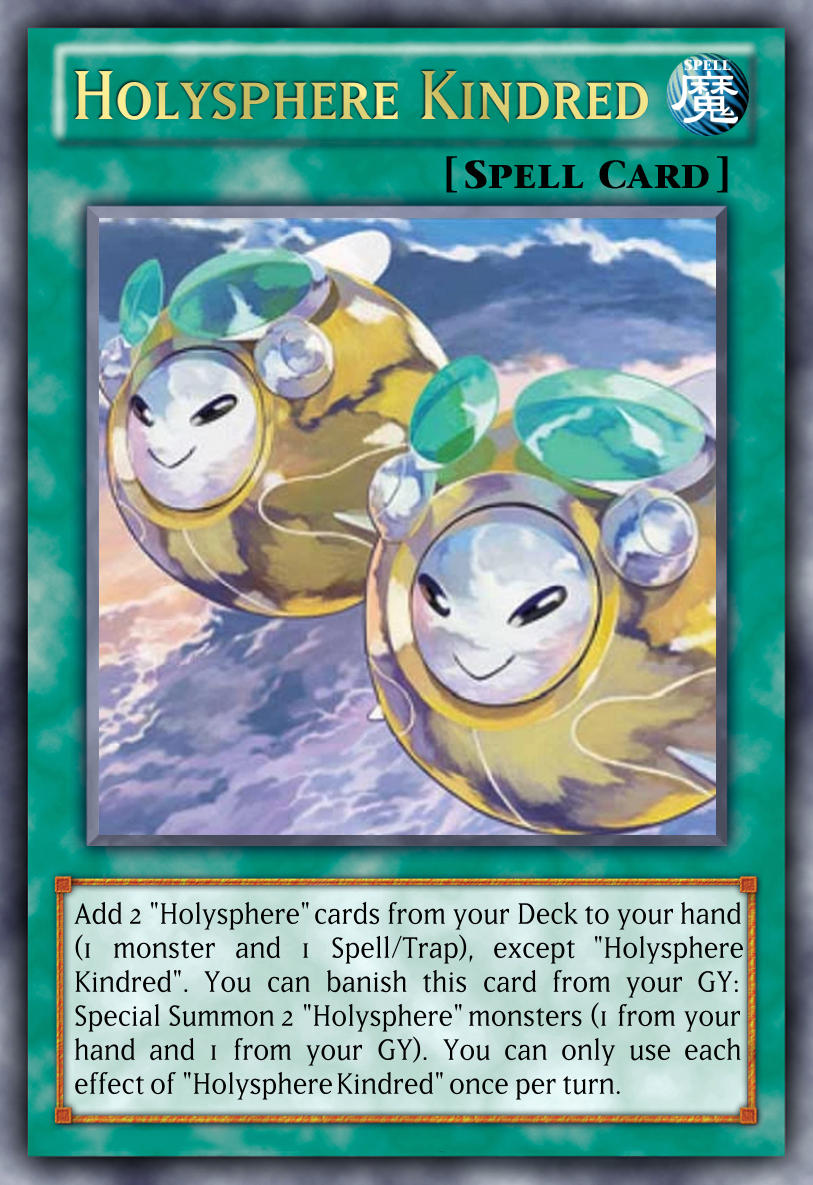 Holysphere Kindred
SPELL
魔
[Spell Card]
Add 2 "Holysphere" cards from your Deck to your hand
(1 monster and 1 Spell/Trap), except "Holysphere
Kindred". You can banish this card from your GY:
Special Summon 2 "Holysphere" monsters (1 from your
hand and 1 from your GY). You can only use each
effect of "Holysphere Kindred" once per turn.